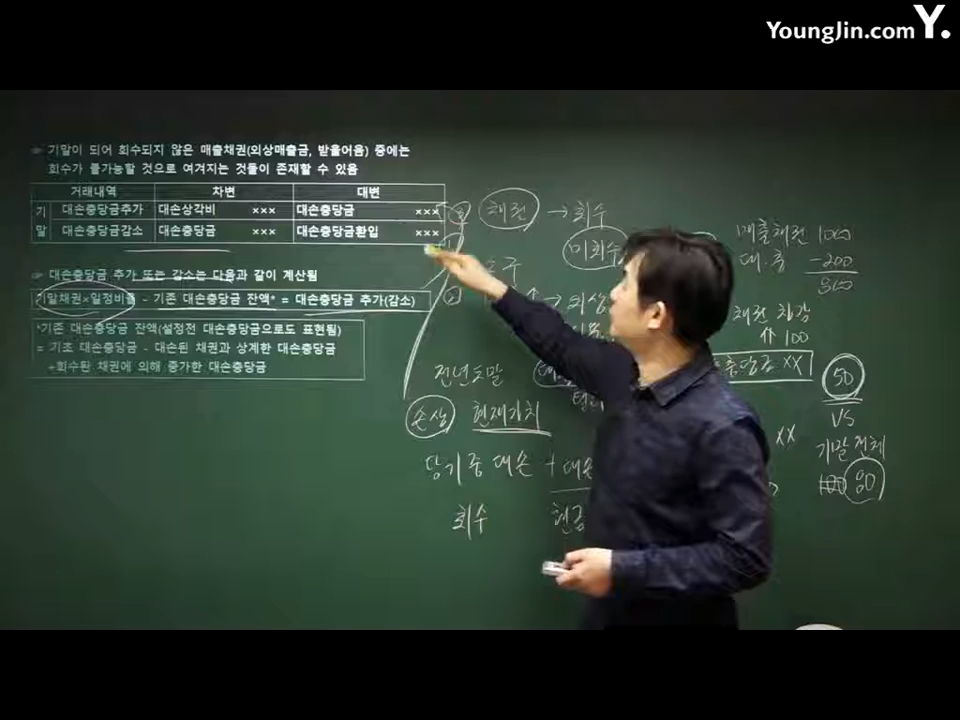 YoungJin.com Y.
☞ 기말이 되어 회수되지 않은 매출채권(외상매출금, 받을어음) 중에는
회수가 불가능할 것으로 여겨지는 것들이 존재할 수 있음
거래내역 차변 대변
기 대손충당금추가 대손상각비 ××× 대손충당금 ×××
말 대손충당금감소 대손충당금 ××× 대손충당금환입 ×××
☞ 대손충당금 추가 또는 감소는 다음과 같이 계산됨
기말채권×일정비율 - 기존 대손충당금 잔액* = 대손충당금 추가(감소)
*기존 대손충당금 잔액(설정전 대손충당금으로도 표현됨)
= 기초 대손충당금 - 대손된 채권과 상계한 대손충당금
+회수된 채권에 의해 증가한 대손충당금
채권 → 회수
미회수
전년도말
손상 현재가치
당기중 대손 + 대손
회수
매출채권 1000
대.충 -200
800
채권 차감
↑↑ 100
충당금 XX 50
VS
XX 기말 전체
100 80